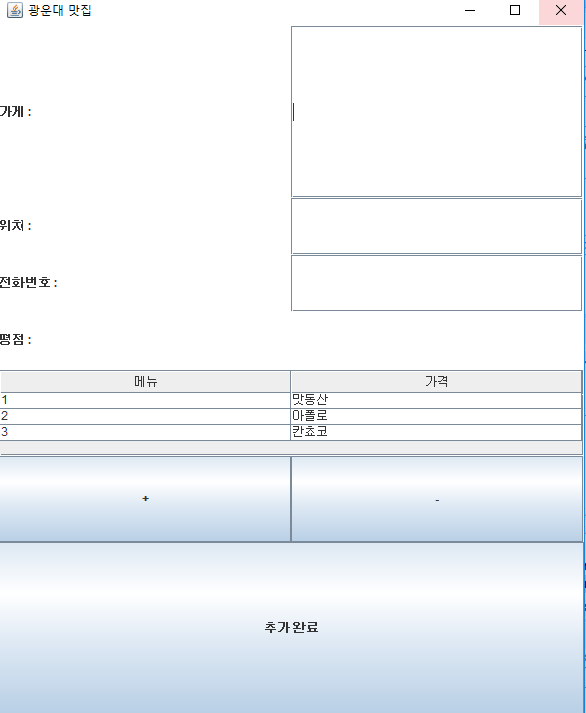 광운대 맛집
가게 :
위치 :
전화번호 :
평점 :
메뉴 가격
1 맛동산
2 아폴로
3 칸쵸코
+ -
추가 완료